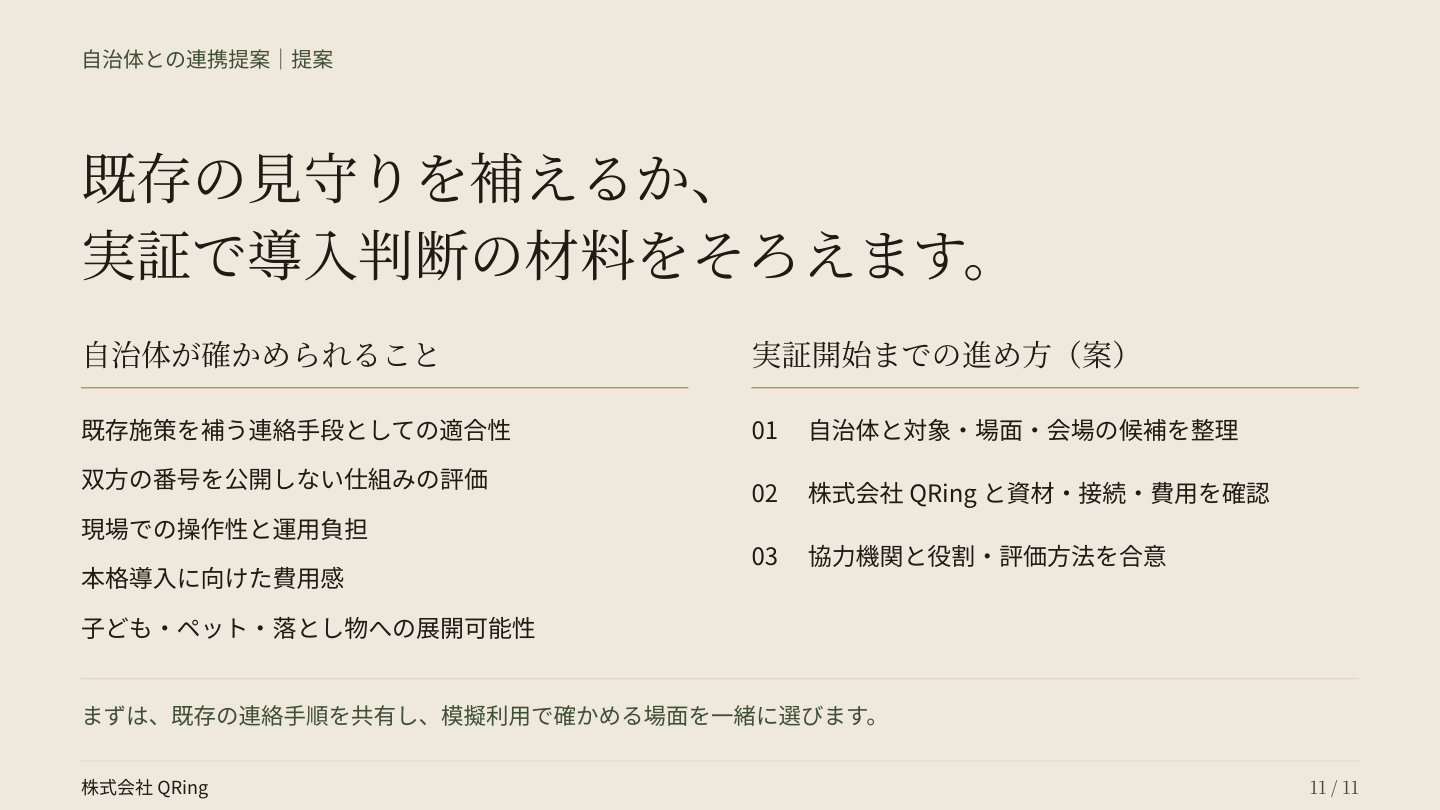 自治体との連携提案｜提案
既存の見守りを補えるか、
実証で導入判断の材料をそろえます。
自治体が確かめられること
既存施策を補う連絡手段としての適合性
双方の番号を公開しない仕組みの評価
現場での操作性と運用負担
本格導入に向けた費用感
子ども・ペット・落とし物への展開可能性
実証開始までの進め方（案）
01 自治体と対象・場面・会場の候補を整理
02 株式会社 QRing と資材・接続・費用を確認
03 協力機関と役割・評価方法を合意
まずは、既存の連絡手順を共有し、模擬利用で確かめる場面を一緒に選びます。
株式会社 QRing
11 / 11